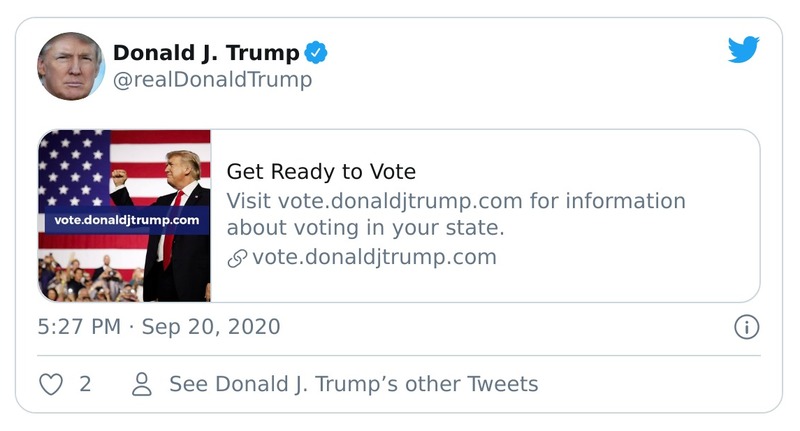 Donald J. Trump
@realDonaldTrump
vote.donaldjtrump.com
Get Ready to Vote
Visit vote.donaldjtrump.com for information
about voting in your state.
vote.donaldjtrump.com
5:27 PM · Sep 20, 2020
2
See Donald J. Trump’s other Tweets